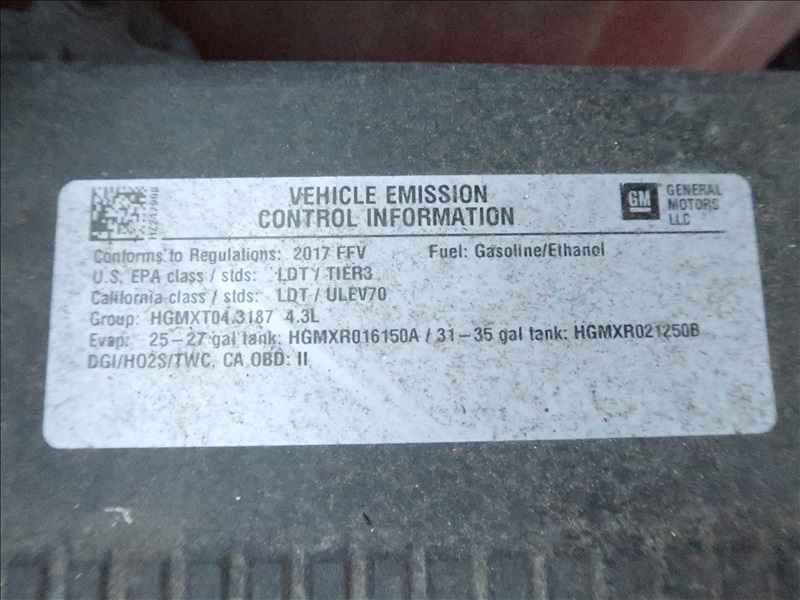 VEHICLE EMISSION
CONTROL INFORMATION
GM
GENERAL
MOTORS
LLC
Conforms to Regulations: 2017 FFV Fuel: Gasoline/Ethanol
U.S. EPA class / stds: LDT / TIER3
California class / stds: LDT / ULEV70
Group: HGMXT04.3187 4.3L
Evap: 25-27 gal tank: HGMXR016150A / 31-35 gal tank: HGMXR021250B
DGI/HO2S/TWC, CA OBD: II